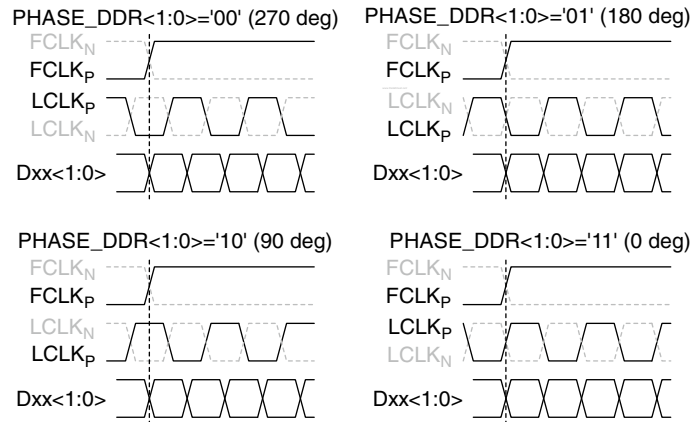 PHASE_DDR<1:0>='00' (270 deg)
FCLKN
FCLKP
LCLKP
LCLKN
Dxx<1:0>
PHASE_DDR<1:0>='01' (180 deg)
FCLKN
FCLKP
LCLKN
LCLKP
Dxx<1:0>
PHASE_DDR<1:0>='10' (90 deg)
FCLKN
FCLKP
LCLKN
LCLKP
Dxx<1:0>
PHASE_DDR<1:0>='11' (0 deg)
FCLKN
FCLKP
LCLKP
LCLKN
Dxx<1:0>